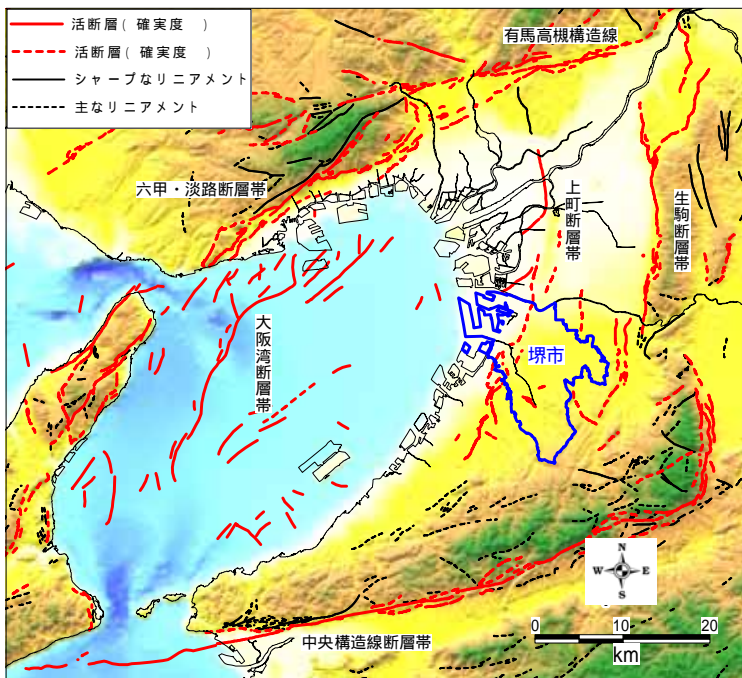 活断層( 確実度　)
活断層( 確実度　)
シャープなリニアメント
主なリニアメント
有馬高槻構造線
六甲・淡路断層帯
上町断層帯
生駒断層帯
大阪湾断層帯
堺市
中央構造線断層帯
N
W E
S
0 10 20
km